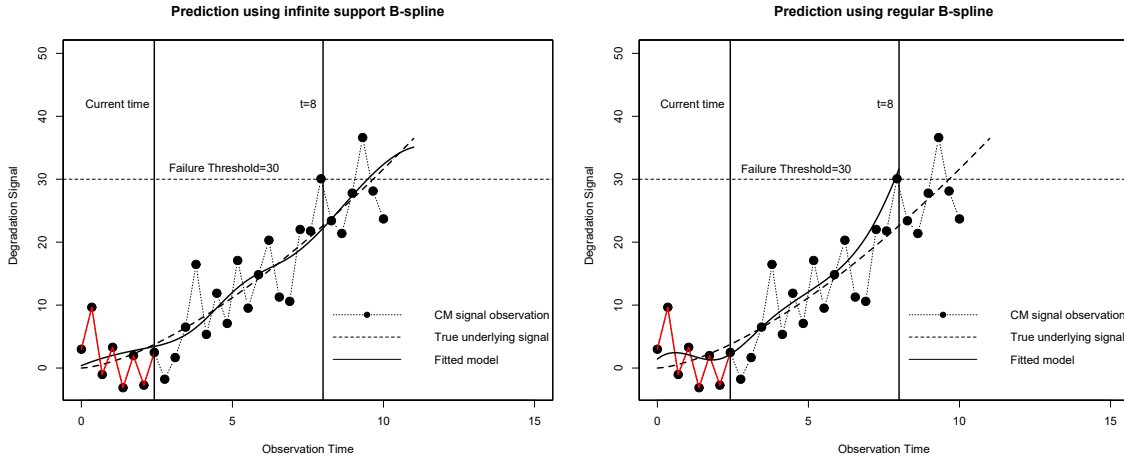 Prediction using infinite support B-spline
50
40
30
20
10
0
Degradation Signal
Current time
t=8
Failure Threshold=30
CM signal observation
True underlying signal
Fitted model
0
5
10
15
Observation Time
Prediction using regular B-spline
50
40
30
20
10
0
Degradation Signal
Current time
t=8
Failure Threshold=30
CM signal observation
True underlying signal
Fitted model
0
5
10
15
Observation Time